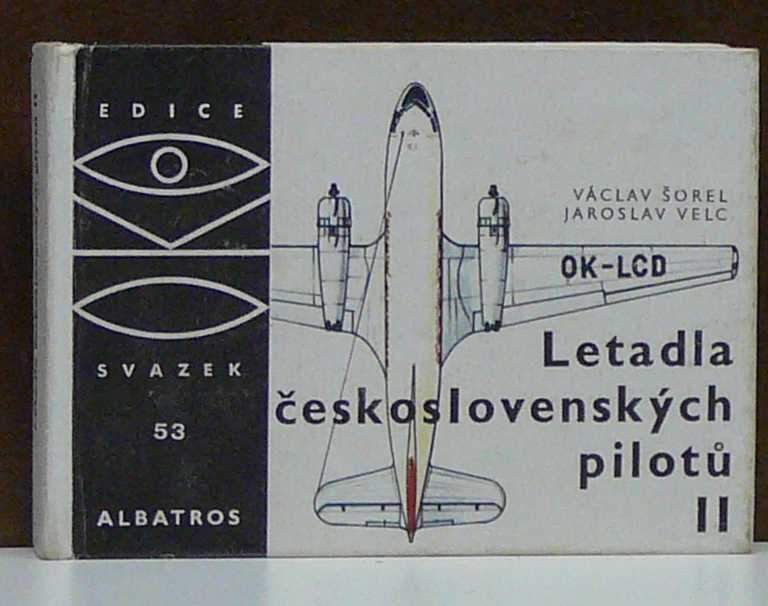 EDICE
SVAZEK
53
ALBATROS
VÁCLAV ŠOREL
JAROSLAV VELC
OK-LCD
Letadla
československých
pilotů
II